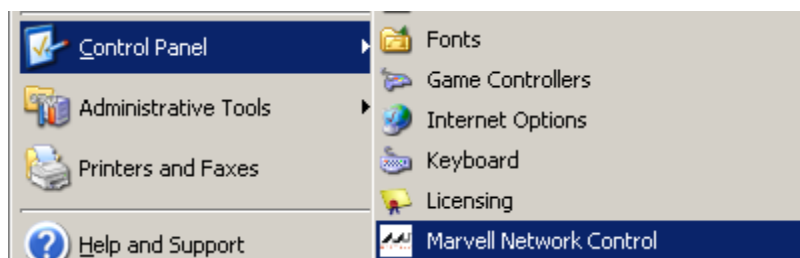 Control Panel
Administrative Tools
Printers and Faxes
Help and Support
Fonts
Game Controllers
Internet Options
Keyboard
Licensing
Marvell Network Control